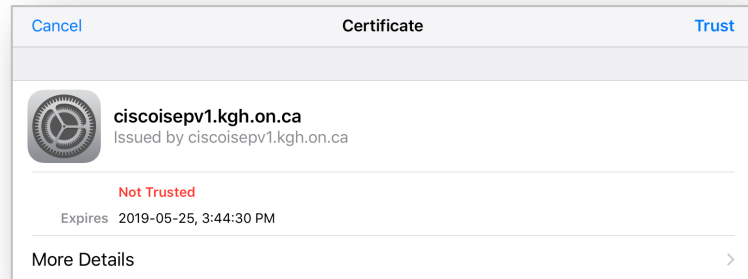 Cancel Certificate Trust
ciscoisepv1.kgh.on.ca
Issued by ciscoisepv1.kgh.on.ca
Not Trusted
Expires 2019-05-25, 3:44:30 PM
More Details